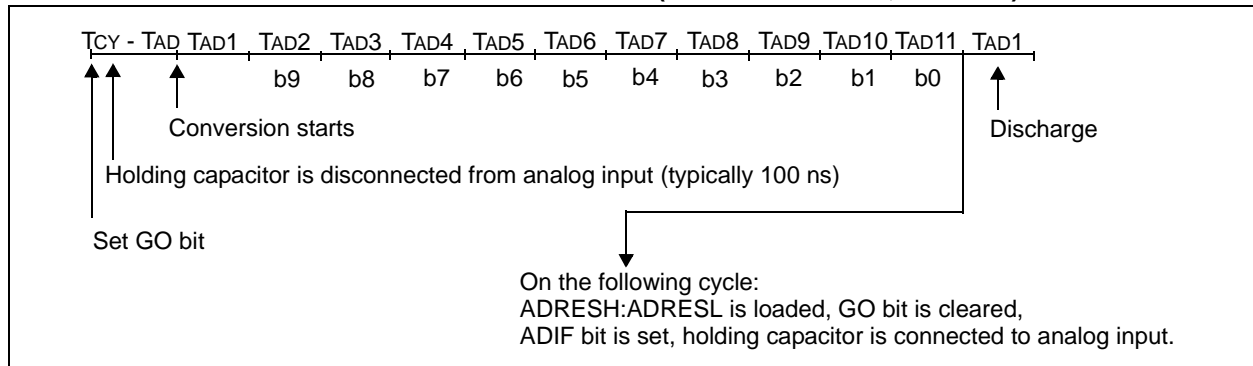 TCY - TAD TAD1 TAD2 TAD3 TAD4 TAD5 TAD6 TAD7 TAD8 TAD9 TAD10 TAD11 TAD1
b9 b8 b7 b6 b5 b4 b3 b2 b1 b0
Conversion starts
Discharge
Holding capacitor is disconnected from analog input (typically 100 ns)
Set GO bit
On the following cycle:
ADRESH:ADRESL is loaded, GO bit is cleared,
ADIF bit is set, holding capacitor is connected to analog input.